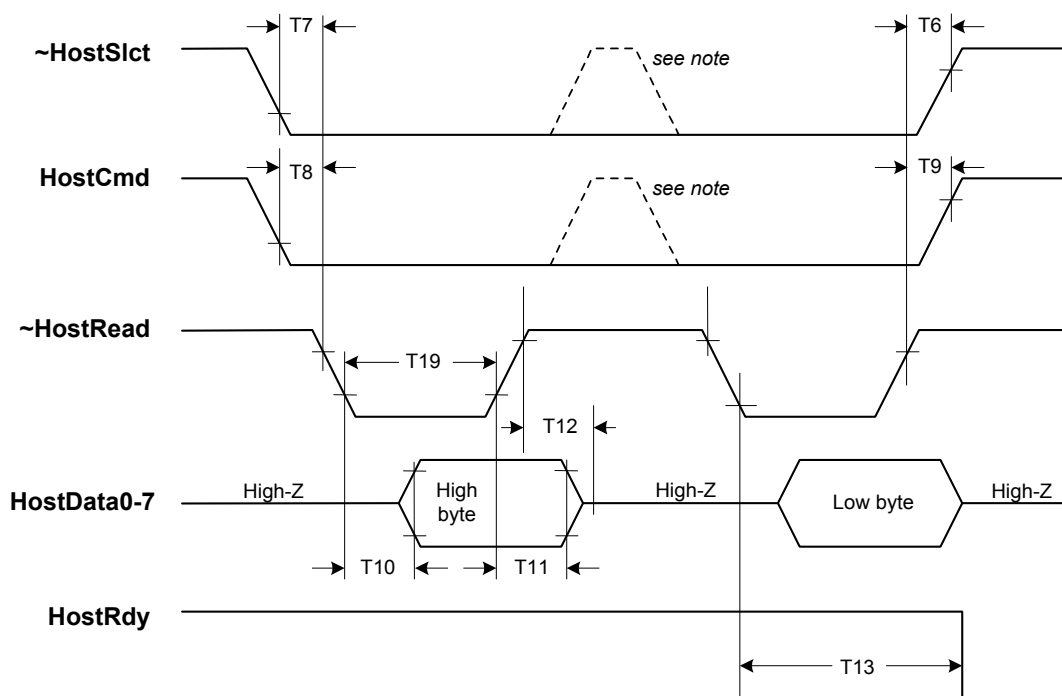 T7
T6
~HostSlct
see note
T8
T9
HostCmd
see note
~HostRead
T19
T12
HostData0-7
High-Z
High
byte
High-Z
Low byte
High-Z
T10
T11
HostRdy
T13